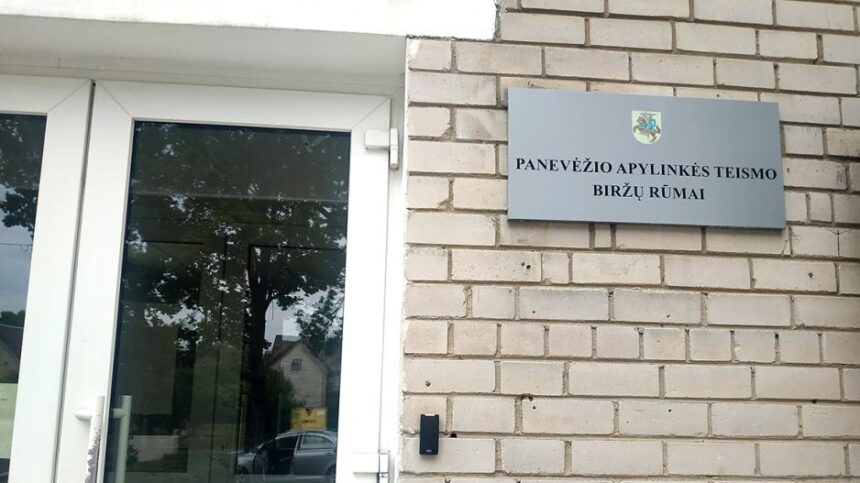 PANEVĖŽIO APYLINKĖS TEISMO
BIRŽŲ RŪMAI